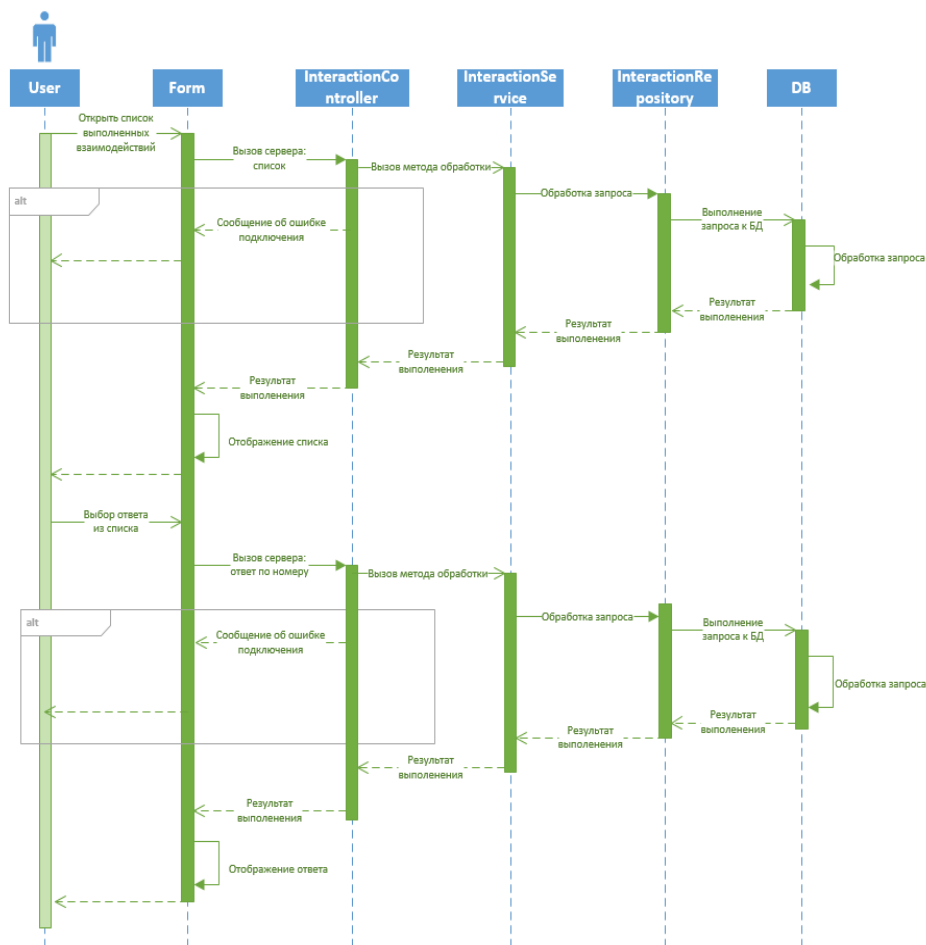 User
Form
InteractionCo
ntroller
InteractionSe
rvice
InteractionRe
pository
DB
Открыть список
выполненных
взаимодействий
Вызов сервера:
список
Вызов метода обработки
Обработка запроса
Выполнение
запроса к БД
Обработка запроса
alt
Сообщение об ошибке
подключения
Результат
выполенения
Результат
выполенения
Результат
выполенения
Результат
выполенения
Отображение списка
Выбор ответа
из списка
Вызов сервера:
ответ по номеру
Вызов метода обработки
Обработка запроса
Выполнение
запроса к БД
Обработка запроса
alt
Сообщение об ошибке
подключения
Результат
выполенения
Результат
выполенения
Результат
выполенения
Результат
выполенения
Отображение ответа